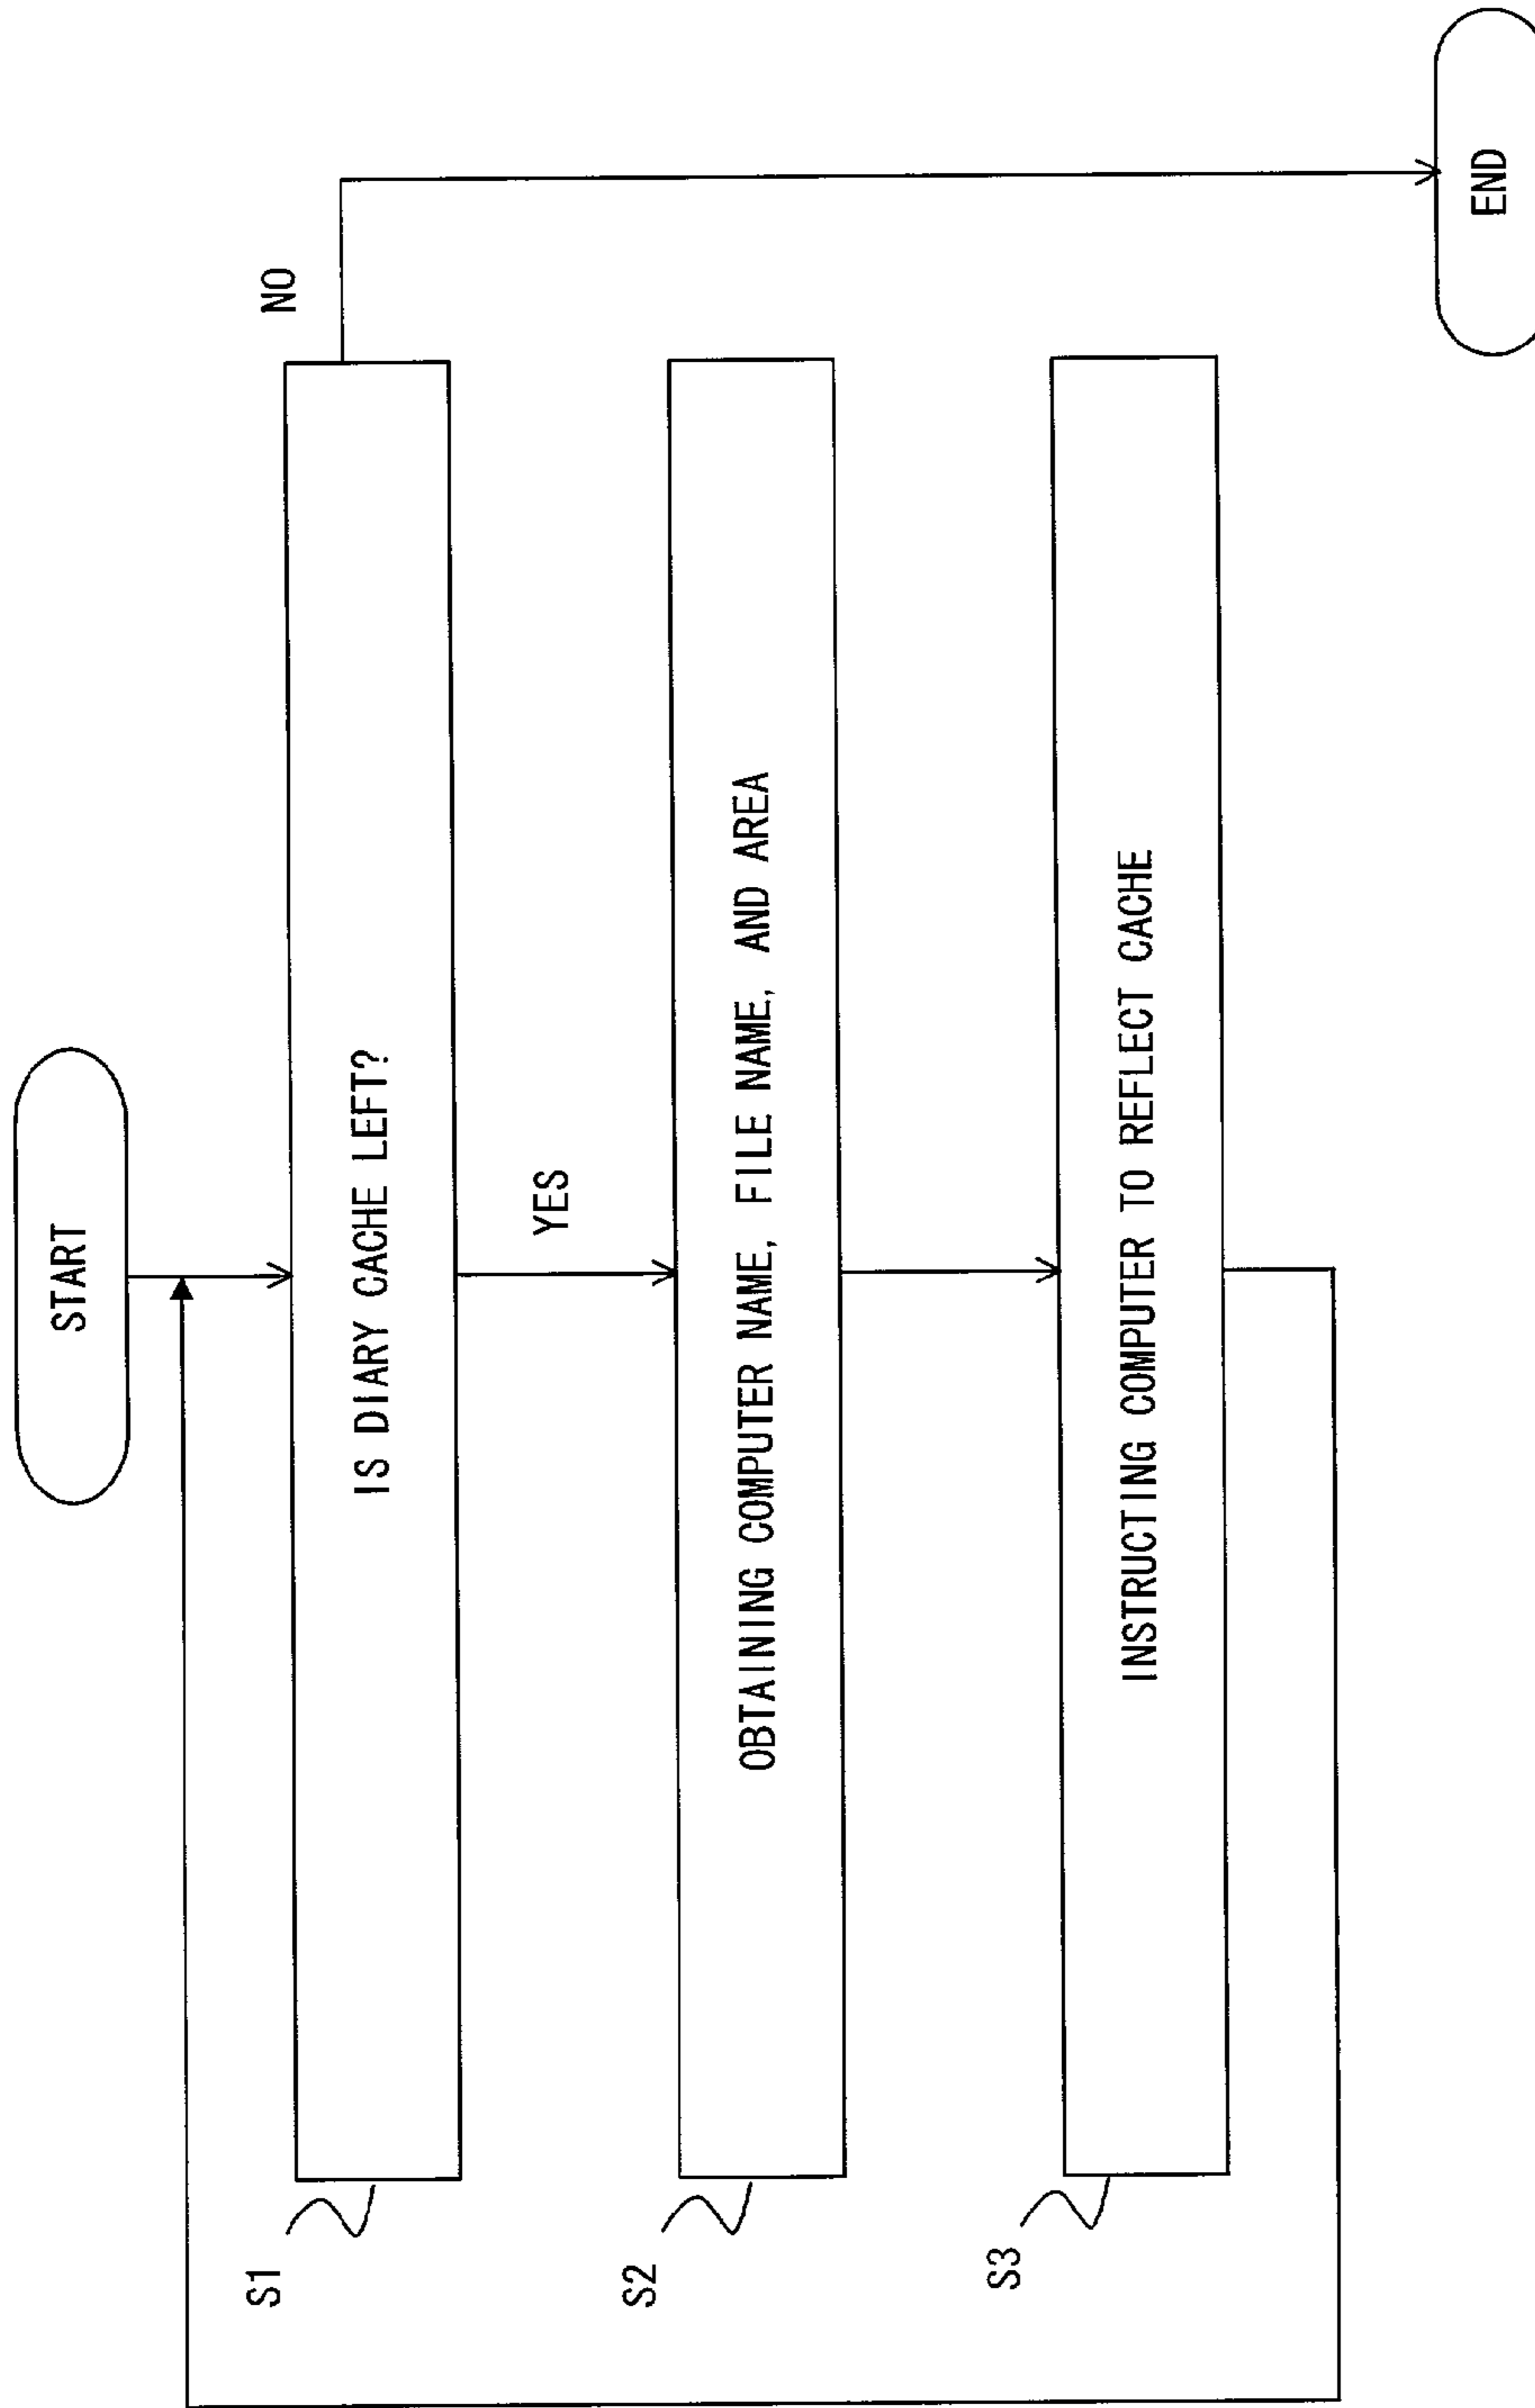 START
S1
IS DIARY CACHE LEFT?
NO
YES
S2
OBTAINING COMPUTER NAME, FILE NAME, AND AREA
S3
INSTRUCTING COMPUTER TO REFLECT CACHE
END